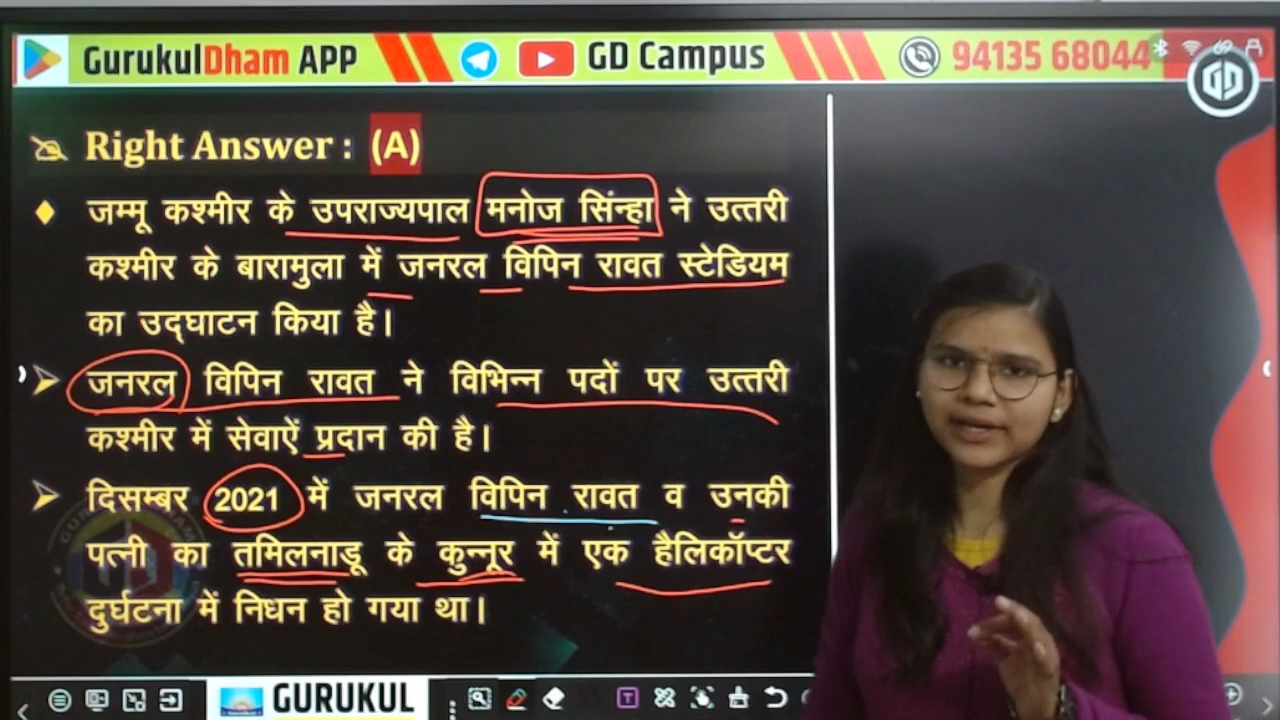 GurukulDham APP GD Campus 94135 68044
Right Answer : (A)
जम्मू कश्मीर के उपराज्यपाल मनोज सिंन्हा ने उत्तरी
कश्मीर के बारामुला में जनरल विपिन रावत स्टेडियम
का उद्घाटन किया है।
जनरल विपिन रावत ने विभिन्न पदों पर उत्तरी
कश्मीर में सेवाऐं प्रदान की है।
दिसम्बर 2021 में जनरल विपिन रावत व उनकी
पत्नी का तमिलनाडू के कुन्नूर में एक हैलिकॉप्टर
दुर्घटना में निधन हो गया था।
GURUKUL